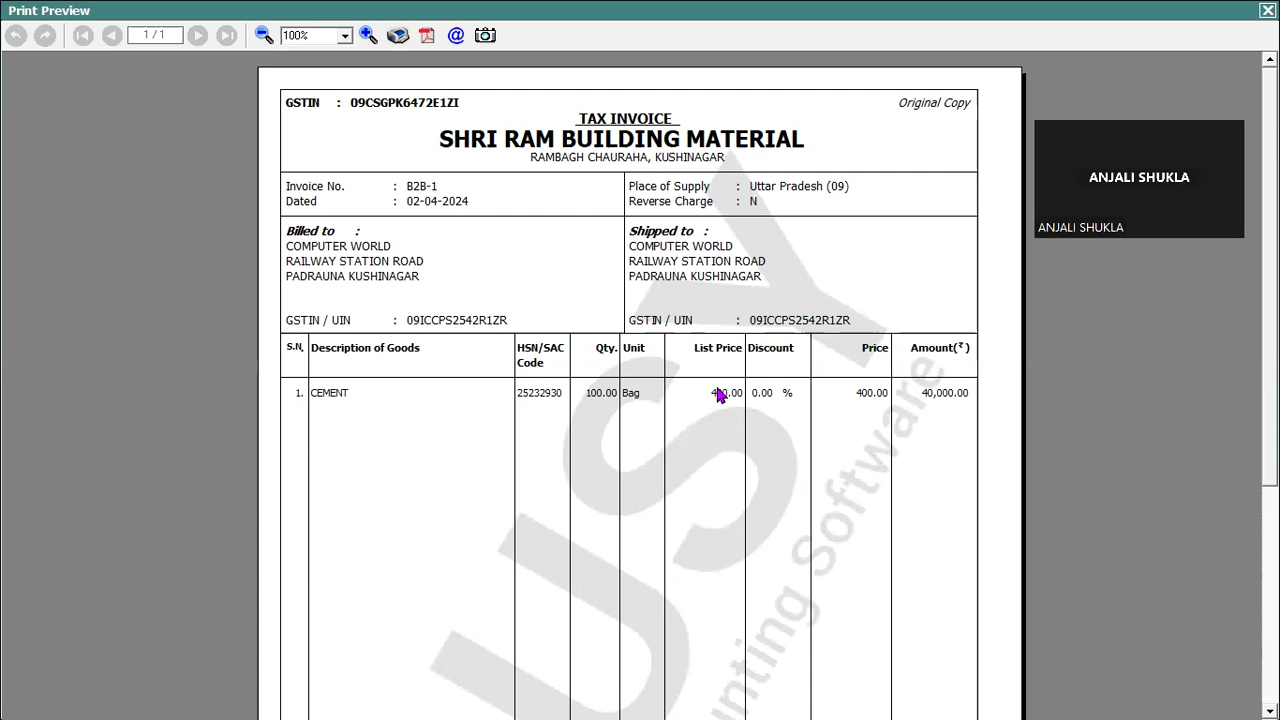 Print Preview
1 / 1
100%
GSTIN : 09CSGPK6472E1ZI
Original Copy
TAX INVOICE
SHRI RAM BUILDING MATERIAL
RAMBAGH CHAURAHA, KUSHINAGAR
Invoice No. : B2B-1
Dated : 02-04-2024
Place of Supply : Uttar Pradesh (09)
Reverse Charge : N
Billed to :
COMPUTER WORLD
RAILWAY STATION ROAD
PADRAUNA KUSHINAGAR
GSTIN / UIN : 09ICCPS2542R1ZR
Shipped to :
COMPUTER WORLD
RAILWAY STATION ROAD
PADRAUNA KUSHINAGAR
GSTIN / UIN : 09ICCPS2542R1ZR
S.N. Description of Goods HSN/SAC Code Qty. Unit List Price Discount Price Amount(₹)
1. CEMENT 25232930 100.00 Bag 0.00 % 400.00 40,000.00
USY
unting Software
ANJALI SHUKLA
ANJALI SHUKLA